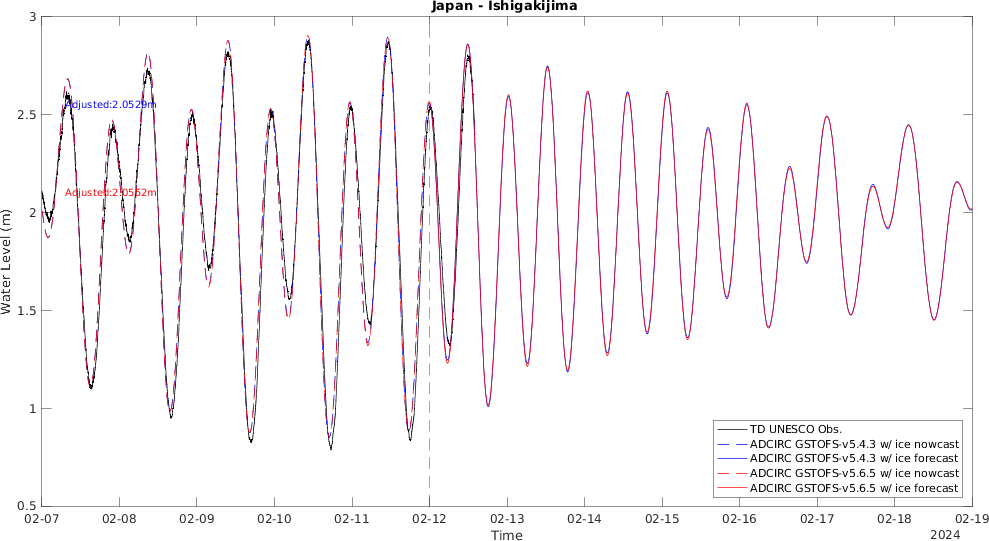 Japan - Ishigakijima
3
2.5
2
1.5
1
0.5
Water Level (m)
Adjusted:2.0529m
Adjusted:2.0552m
TD UNESCO Obs.
ADCIRC GSTOFS-v5.4.3 w/ ice nowcast
ADCIRC GSTOFS-v5.4.3 w/ ice forecast
ADCIRC GSTOFS-v5.6.5 w/ ice nowcast
ADCIRC GSTOFS-v5.6.5 w/ ice forecast
02-07 02-08 02-09 02-10 02-11 02-12 02-13 02-14 02-15 02-16 02-17 02-18 02-19
Time
2024